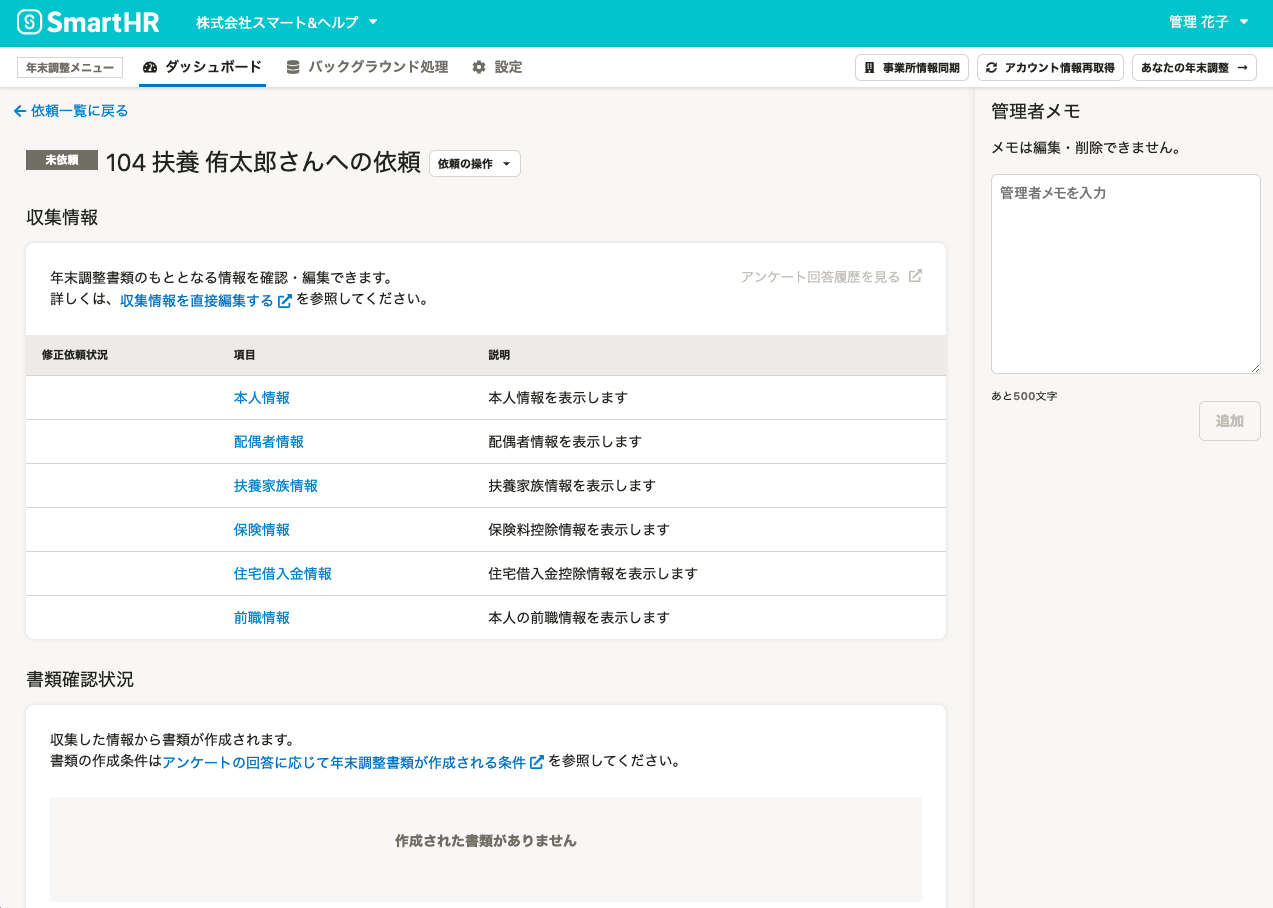 SmartHR 株式会社スマート&ヘルプ 管理 花子
年末調整メニュー ダッシュボード バックグラウンド処理 設定 事業所情報同期 アカウント情報再取得 あなたの年末調整 →
← 依頼一覧に戻る
未依頼 104 扶養 侑太郎さんへの依頼 依頼の操作
収集情報
年末調整書類のもととなる情報を確認・編集できます。
詳しくは、収集情報を直接編集する を参照してください。
アンケート回答履歴を見る
修正依頼状況 項目 説明
本人情報 本人情報を表示します
配偶者情報 配偶者情報を表示します
扶養家族情報 扶養家族情報を表示します
保険情報 保険料控除情報を表示します
住宅借入金情報 住宅借入金控除情報を表示します
前職情報 本人の前職情報を表示します
書類確認状況
収集した情報から書類が作成されます。
書類の作成条件はアンケートの回答に応じて年末調整書類が作成される条件 を参照してください。
作成された書類がありません
管理者メモ
メモは編集・削除できません。
管理者メモを入力
あと500文字
追加